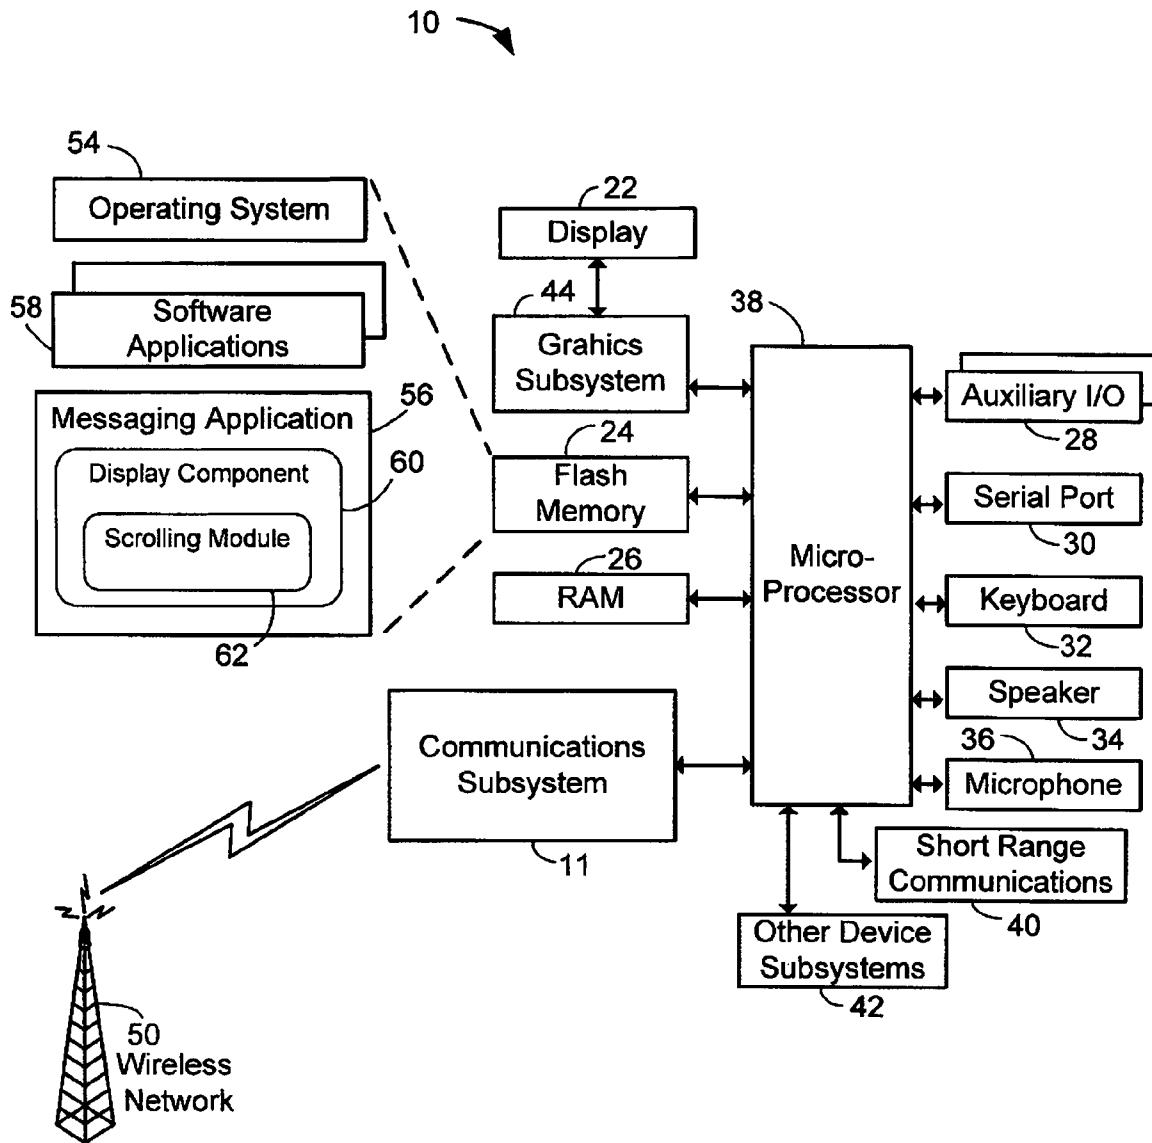 10
54
Operating System
58
Software
Applications
Messaging Application
56
Display Component
60
Scrolling Module
62
22
Display
44
Grahics
Subsystem
24
Flash
Memory
26
RAM
38
Micro-
Processor
Auxiliary I/O
28
Serial Port
30
Keyboard
32
Speaker
34
36
Microphone
Communications
Subsystem
11
Short Range
Communications
40
Other Device
Subsystems
42
50
Wireless
Network